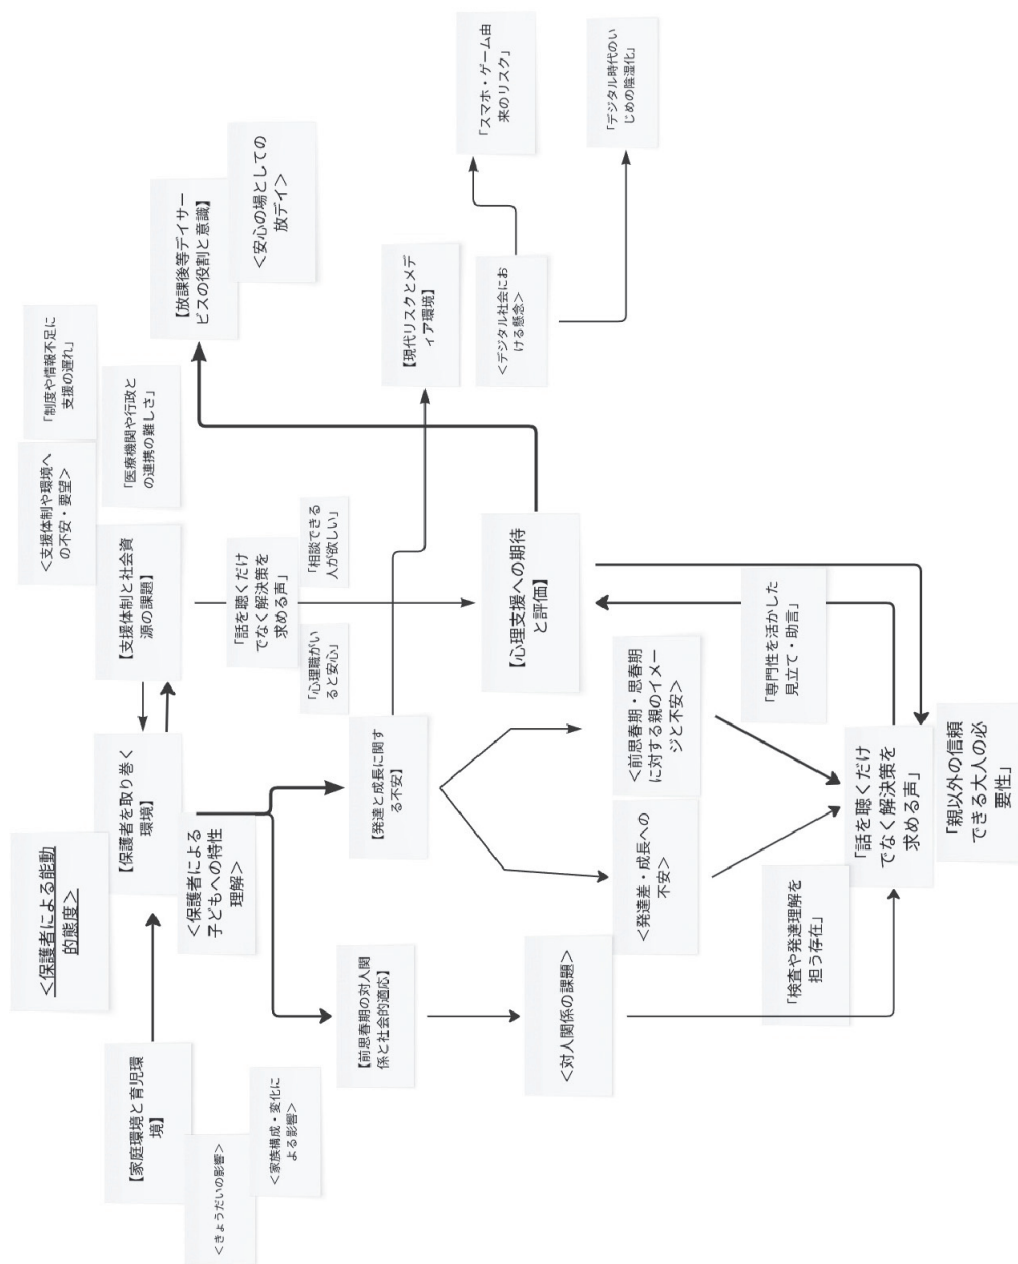 <保護者による能動
的態度>
<支援体制や環境へ
の不安・要望>
「制度や情報不足に
支援の遅れ」
【家庭環境と育児環
境】
【保護者を取り巻く
環境】
【支援体制と社会資
源の課題】
「医療機関や行政と
の連携の難しさ」
<きょうだいの影響>
<家族構成・変化に
よる影響>
<保護者による
子どもへの特性
理解>
【放課後等デイサー
ビスの役割と意識】
<安心の場としての
放デイ>
「話を聴くだけ
でなく解決策を
求める声」
「心理職がい
ると安心」
「相談できる
人が欲しい」
【前思春期の対人関
係と社会的適応】
【発達と成長に関す
る不安】
【現代リスクとメデ
ィア環境】
<対人関係の課題>
【心理支援への期待
と評価】
<デジタル社会にお
ける懸念>
「スマホ・ゲーム由
来のリスク」
<発達差・成長への
不安>
<前思春期・思春期
に対する親のイメー
ジと不安>
「デジタル時代のい
じめの陰湿化」
「検査や発達理解を
担う存在」
「専門性を活かした
見立て・助言」
「話を聴くだけ
でなく解決策を
求める声」
「親以外の信頼
できる大人の必
要性」